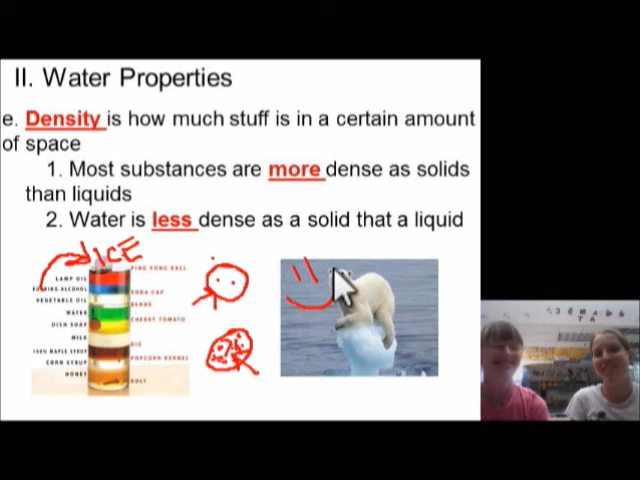 II. Water Properties
e. Density is how much stuff is in a certain amount
of space
1. Most substances are more dense as solids
than liquids
2. Water is less dense as a solid that a liquid
ICE
LAMP OIL
PING PONG BALL
RUBBING ALCOHOL
SODA CAP
VEGETABLE OIL
BEADS
WATER
CHERRY TOMATO
DISH SOAP
MILK
DIE
100% MAPLE SYRUP
POPCORN KERNEL
CORN SYRUP
HONEY
BOLT